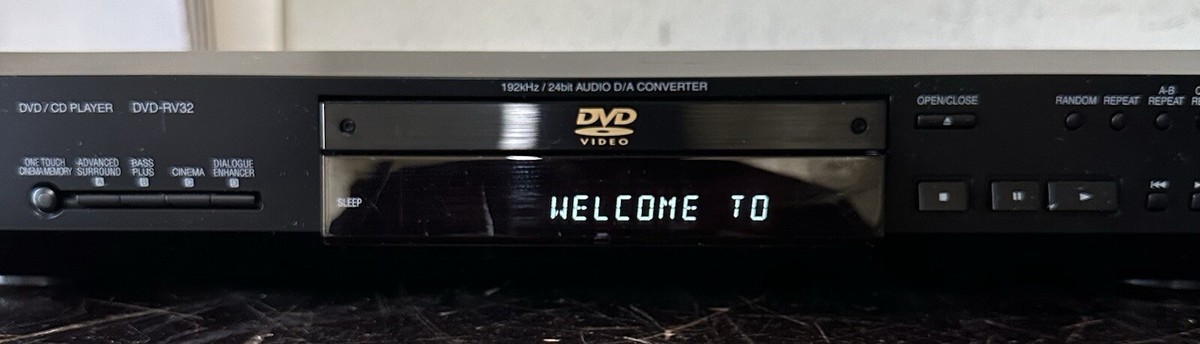 192kHz / 24bit AUDIO D/A CONVERTER
DVD / CD PLAYER DVD-RV32
DVD
VIDEO
OPEN/CLOSE
RANDOM REPEAT A-B REPEAT
ONE TOUCH CINEMA MEMORY
ADVANCED SURROUND
BASS PLUS
CINEMA
DIALOGUE ENHANCER
A B C D
SLEEP
WELCOME TO